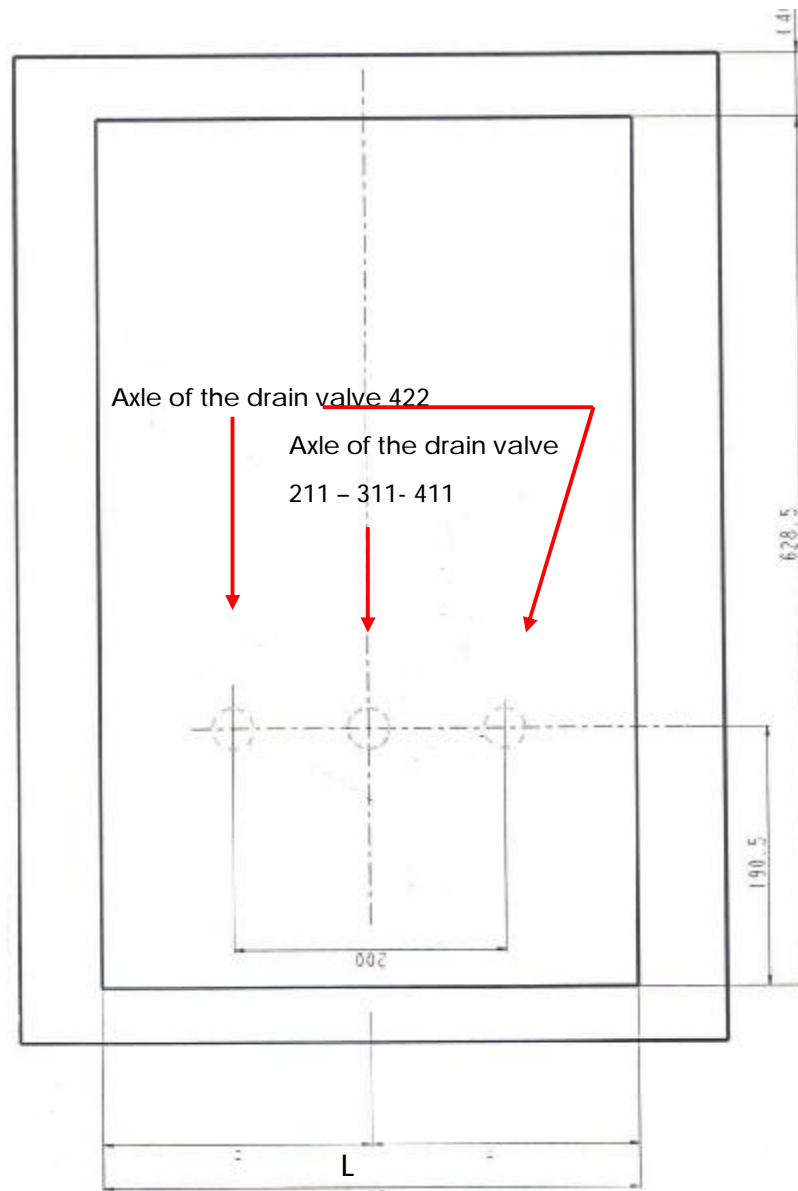 Axle of the drain valve 422
Axle of the drain valve
211 – 311- 411
628.5
190.5
200
=
=
L